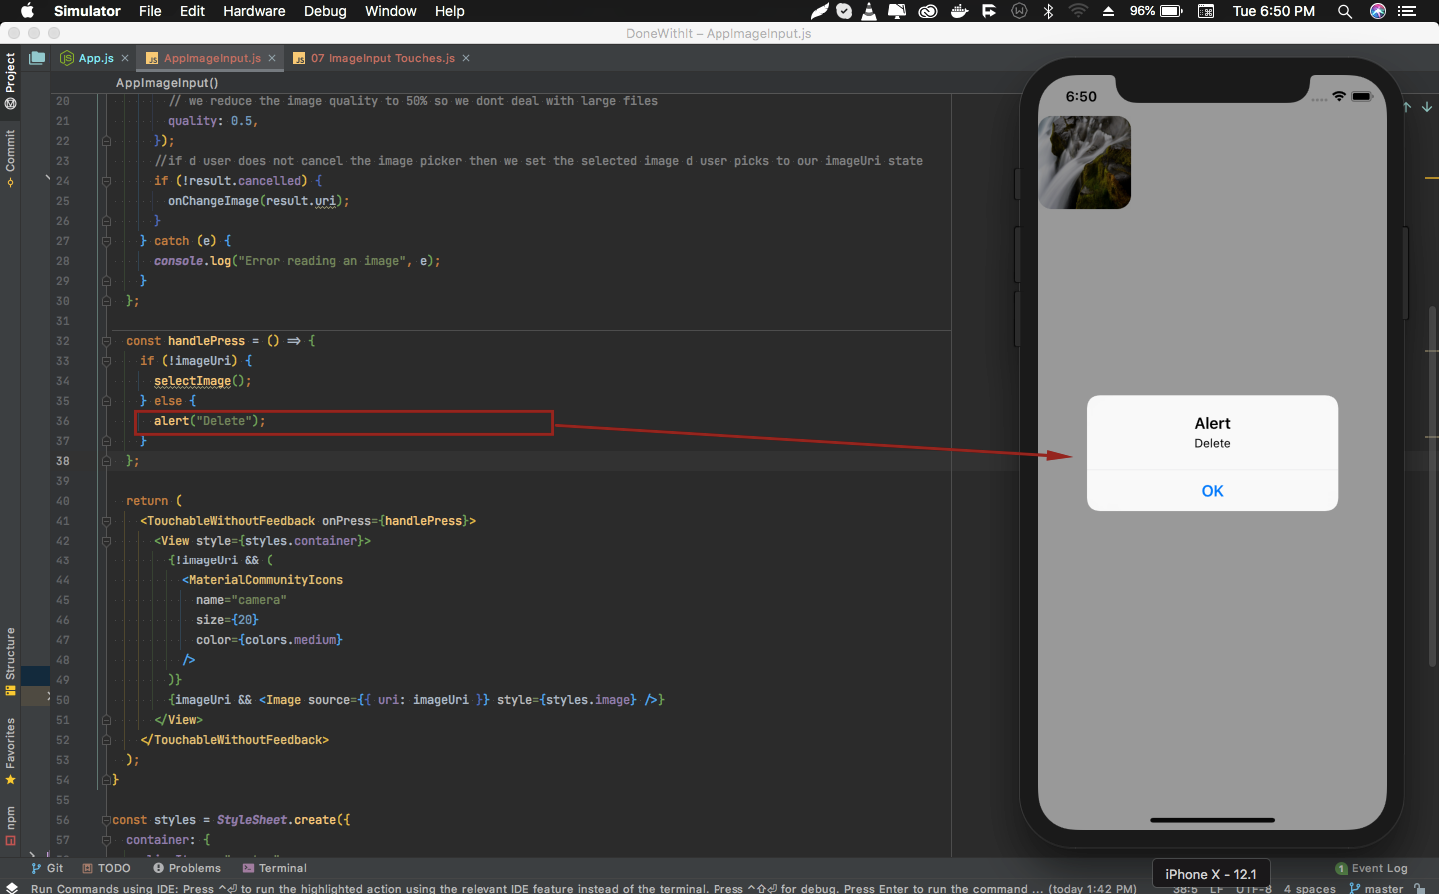 Simulator File Edit Hardware Debug Window Help 96% Tue 6:50 PM
DoneWithIt – AppImageInput.js
App.js AppImageInput.js 07 ImageInput Touches.js
AppImageInput()
20 // we reduce the image quality to 50% so we dont deal with large files
21 quality: 0.5,
22 });
23 //if d user does not cancel the image picker then we set the selected image d user picks to our imageUri state
24 if (!result.cancelled) {
25 onChangeImage(result.uri);
26 }
27 } catch (e) {
28 console.log("Error reading an image", e);
29 }
30 };
31
32 const handlePress = () => {
33 if (!imageUri) {
34 selectImage();
35 } else {
36 alert("Delete");
37 }
38 };
39
40 return (
41 <TouchableWithoutFeedback onPress={handlePress}>
42 <View style={styles.container}>
43 {!imageUri && (
44 <MaterialCommunityIcons
45 name="camera"
46 size={20}
47 color={colors.medium}
48 />
49 )}
50 {imageUri && <Image source={{ uri: imageUri }} style={styles.image} />}
51 </View>
52 </TouchableWithoutFeedback>
53 );
54 }
55
56 const styles = StyleSheet.create({
57 container: {
Project
Commit
Structure
Favorites
npm
6:50
Alert
Delete
OK
iPhone X - 12.1
Git TODO Problems Terminal 1 Event Log
Run Commands using IDE: Press ^⏎ to run the highlighted action using the relevant IDE feature instead of the terminal. Press ^⇧⏎ for debug. Press Enter to run the command ... (today 1:42 PM) 38:5 LF UTF-8 4 spaces master